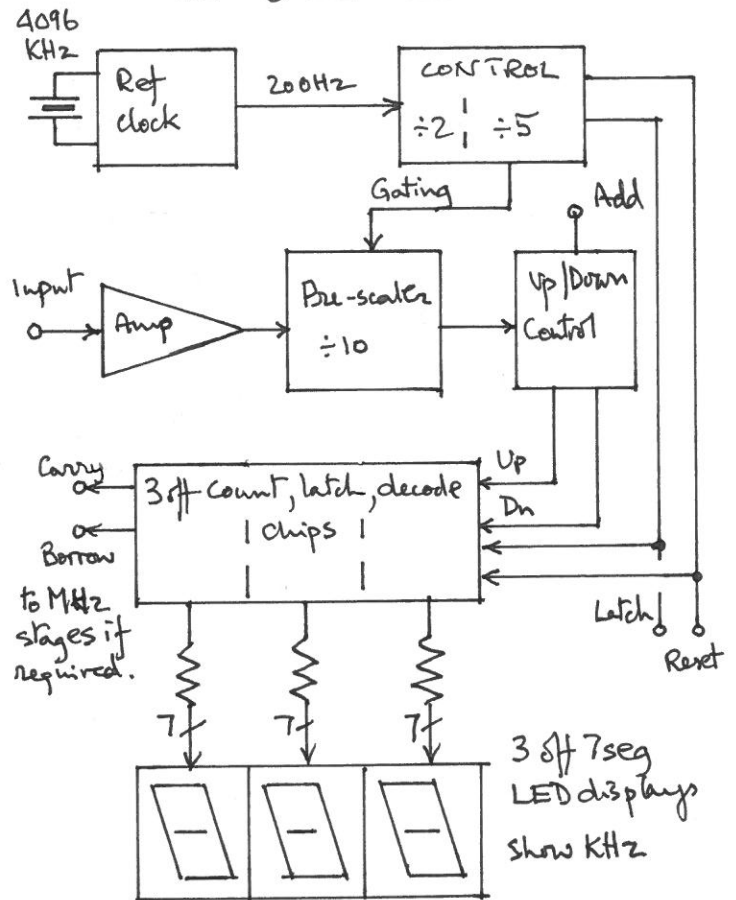 4096
KHz
Ref
clock
200Hz
CONTROL
÷2 ÷5
Gating
Add
Input
Amp
Pre-scaler
÷10
Up/Down
Control
Up
Dn
Carry
Borrow
3 off count, latch, decode
chips
to MHz
stages if
required.
Latch
Reset
7
7
7
3 off 7seg
LED displays
show KHz